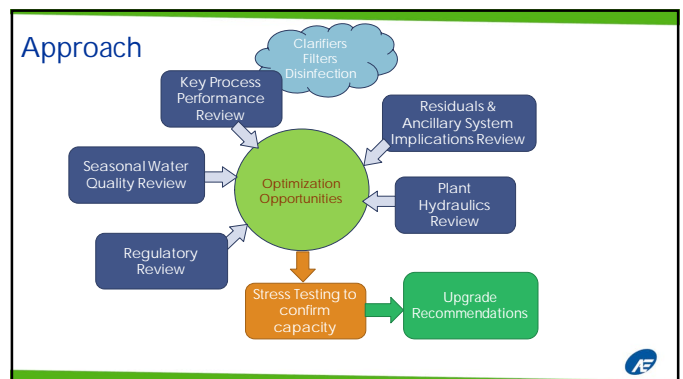 Approach
Clarifiers
Filters
Disinfection
Key Process
Performance
Review
Residuals &
Ancillary System
Implications Review
Seasonal Water
Quality Review
Optimization
Opportunities
Plant
Hydraulics
Review
Regulatory
Review
Stress Testing to
confirm
capacity
Upgrade
Recommendations
AE